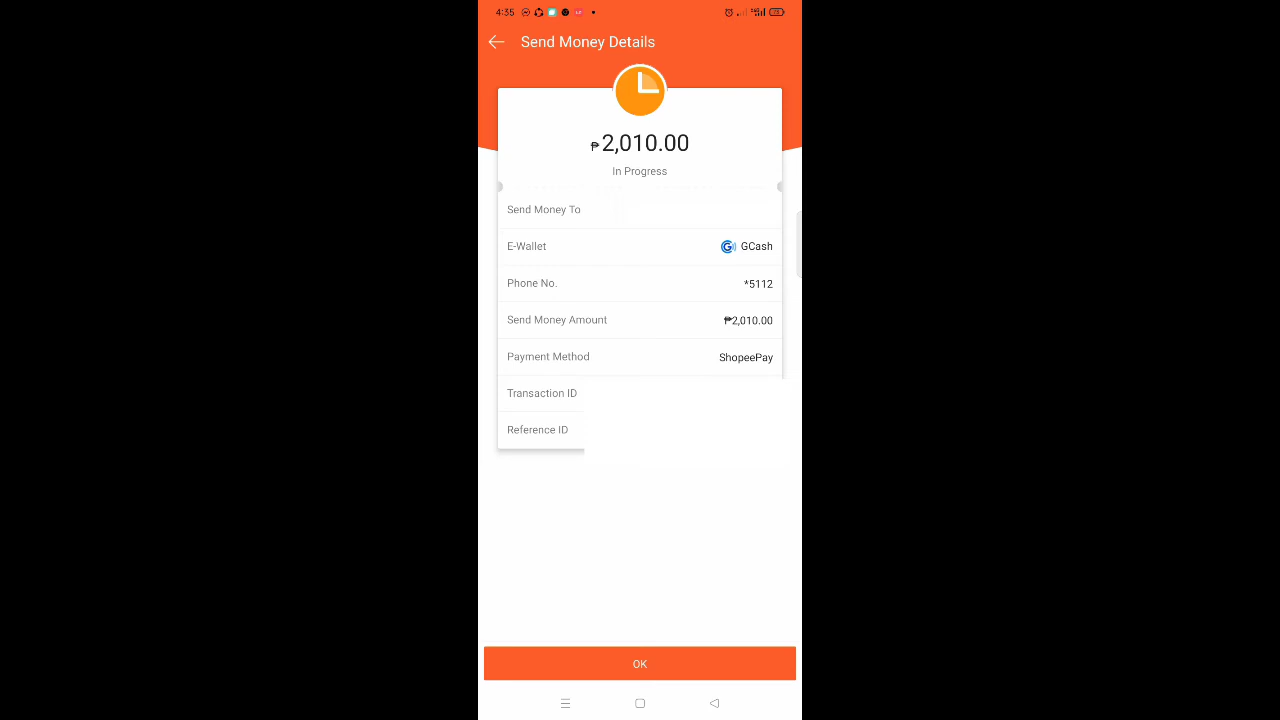 4:35
Send Money Details
₱2,010.00
In Progress
Send Money To
E-Wallet GCash
Phone No. *5112
Send Money Amount ₱2,010.00
Payment Method ShopeePay
Transaction ID
Reference ID
OK